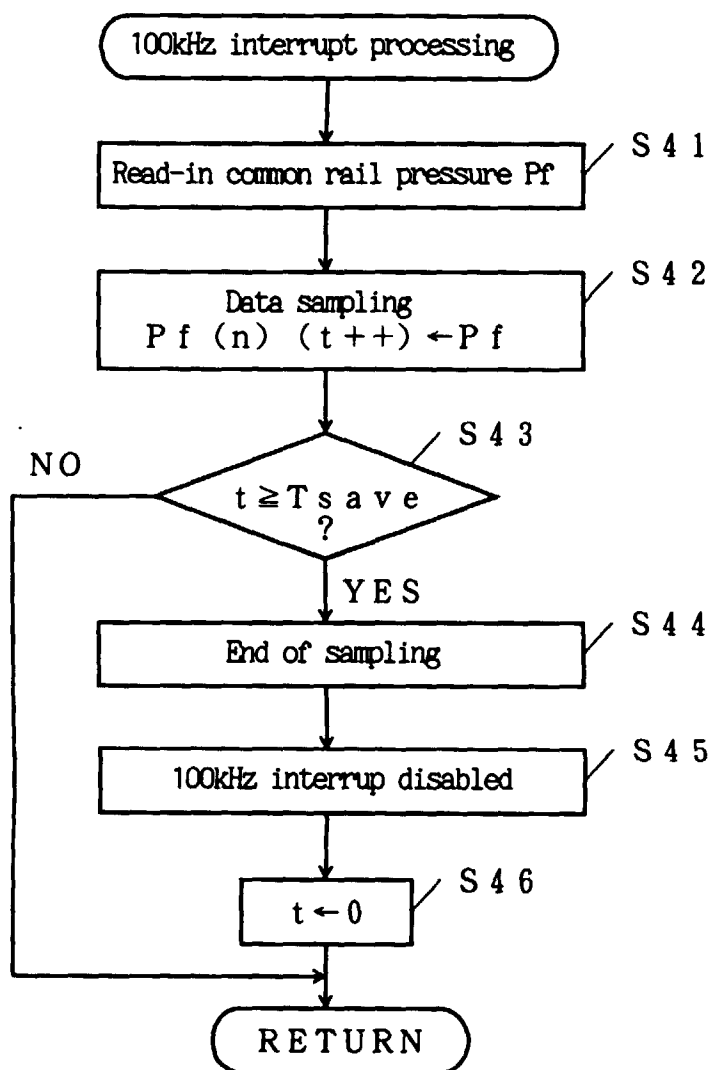 100kHz interrupt processing
S41
Read-in common rail pressure Pf
S42
Data sampling
Pf (n) (t++) ←Pf
S43
NO
t≧Tsave
?
YES
S44
End of sampling
S45
100kHz interrup disabled
S46
t←0
RETURN